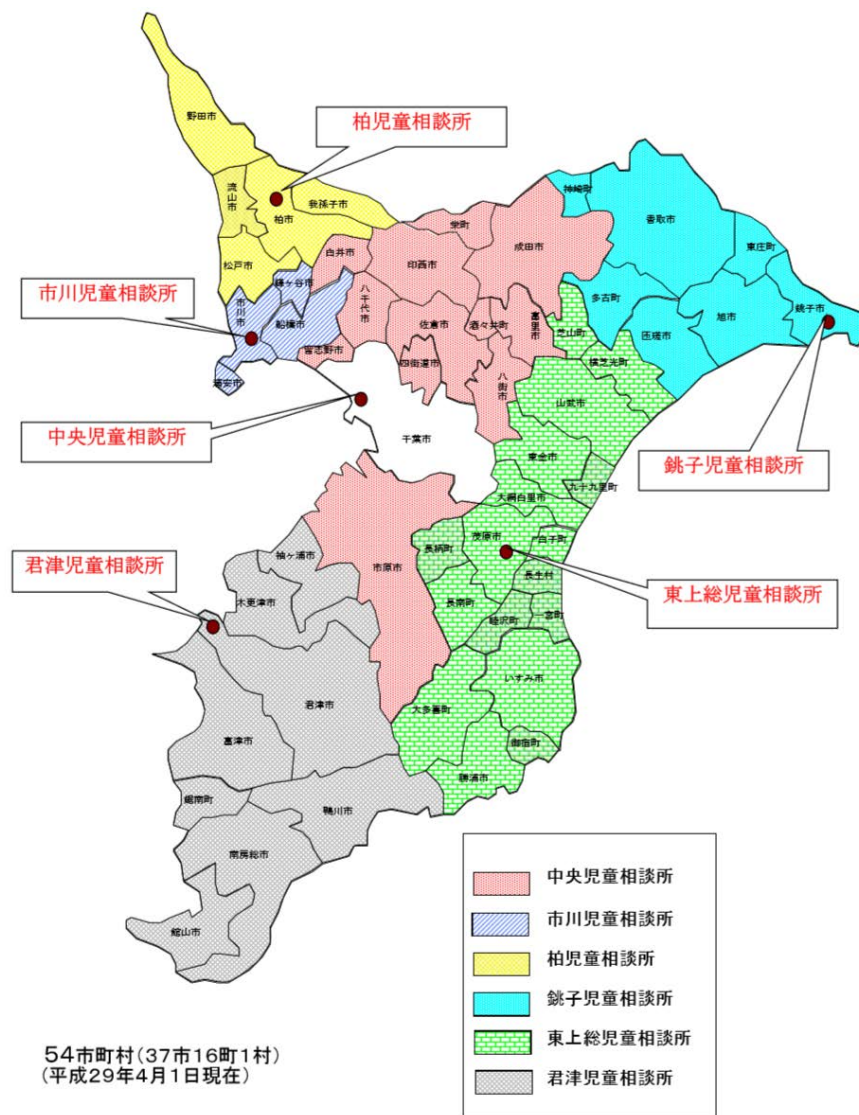 野田市
柏児童相談所
流山市
柏市
我孫子市
松戸市
神崎町
香取市
東庄町
銚子市
栄町
成田市
白井市
印西市
市川児童相談所
鎌ヶ谷市
市川市
船橋市
八千代市
佐倉市
酒々井町
富里市
芝山町
多古町
旭市
匝瑳市
横芝光町
習志野市
四街道市
浦安市
八街市
山武市
中央児童相談所
千葉市
東金市
銚子児童相談所
九十九里町
大網白里市
茂原市
白子町
長柄町
袖ヶ浦市
市原市
君津児童相談所
木更津市
長生村
長南町
東上総児童相談所
睦沢町
一宮町
君津市
いすみ市
大多喜町
富津市
御宿町
勝浦市
鋸南町
鴨川市
南房総市
館山市
中央児童相談所
市川児童相談所
柏児童相談所
銚子児童相談所
東上総児童相談所
君津児童相談所
54市町村(37市16町1村)
(平成29年4月1日現在)